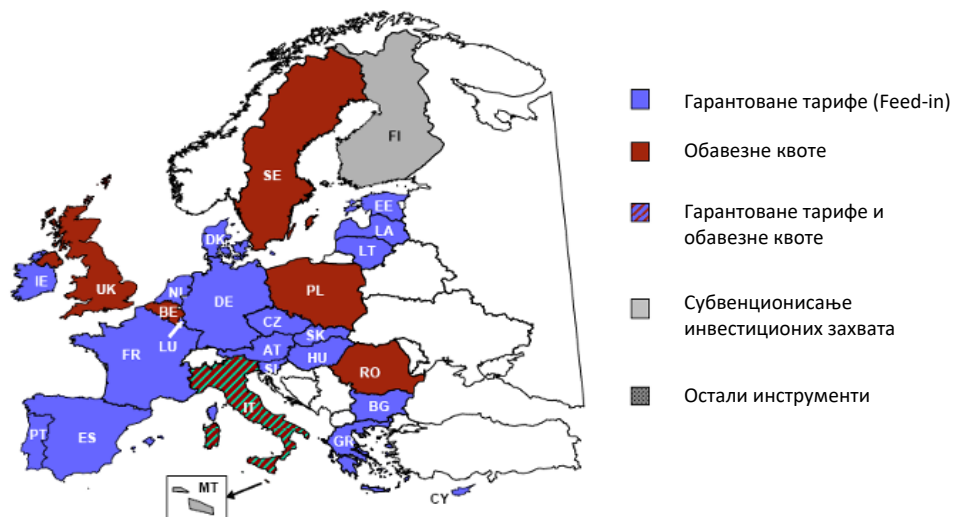 Гарантоване тарифе (Feed-in)
Обавезне квоте
Гарантоване тарифе и
обавезне квоте
Субвенционисање
инвестиционих захвата
Остали инструменти
FI
SE
EE
LA
LT
DK
IE
UK
NL
BE
LU
DE
PL
CZ
SK
AT
HU
SI
FR
RO
IT
BG
PT
ES
GR
MT
CY